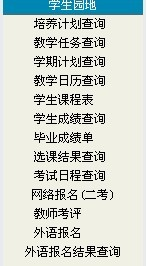 学生园地
培养计划查询
教学任务查询
学期计划查询
教学日历查询
学生课程表
学生成绩查询
毕业成绩单
选课结果查询
考试日程查询
网络报名(二考)
教师考评
外语报名
外语报名结果查询